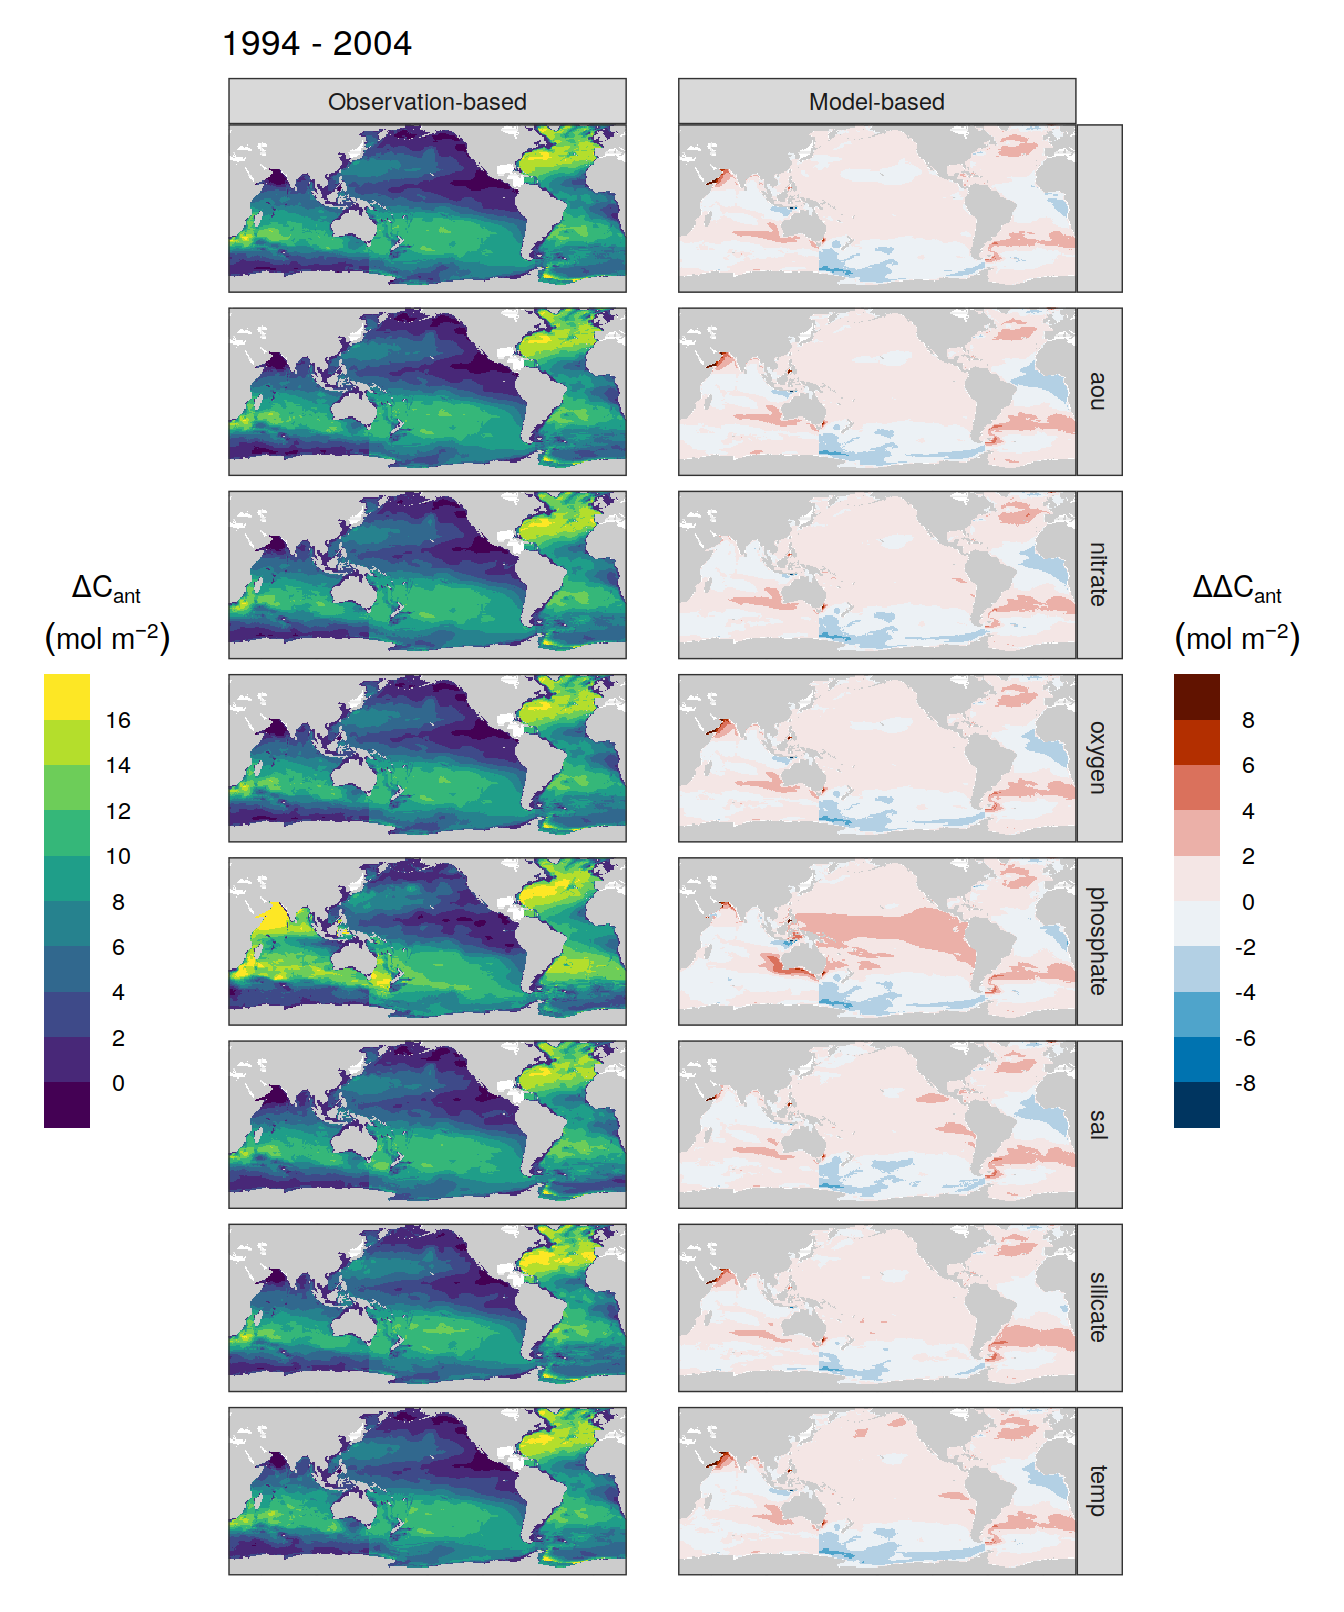 1994 - 2004
Observation-based
Model-based
aou
nitrate
oxygen
phosphate
sal
sillicate
temp
ΔCant
(mol m−2)
16
14
12
10
8
6
4
2
0
ΔΔCant
(mol m−2)
8
6
4
2
0
-2
-4
-6
-8